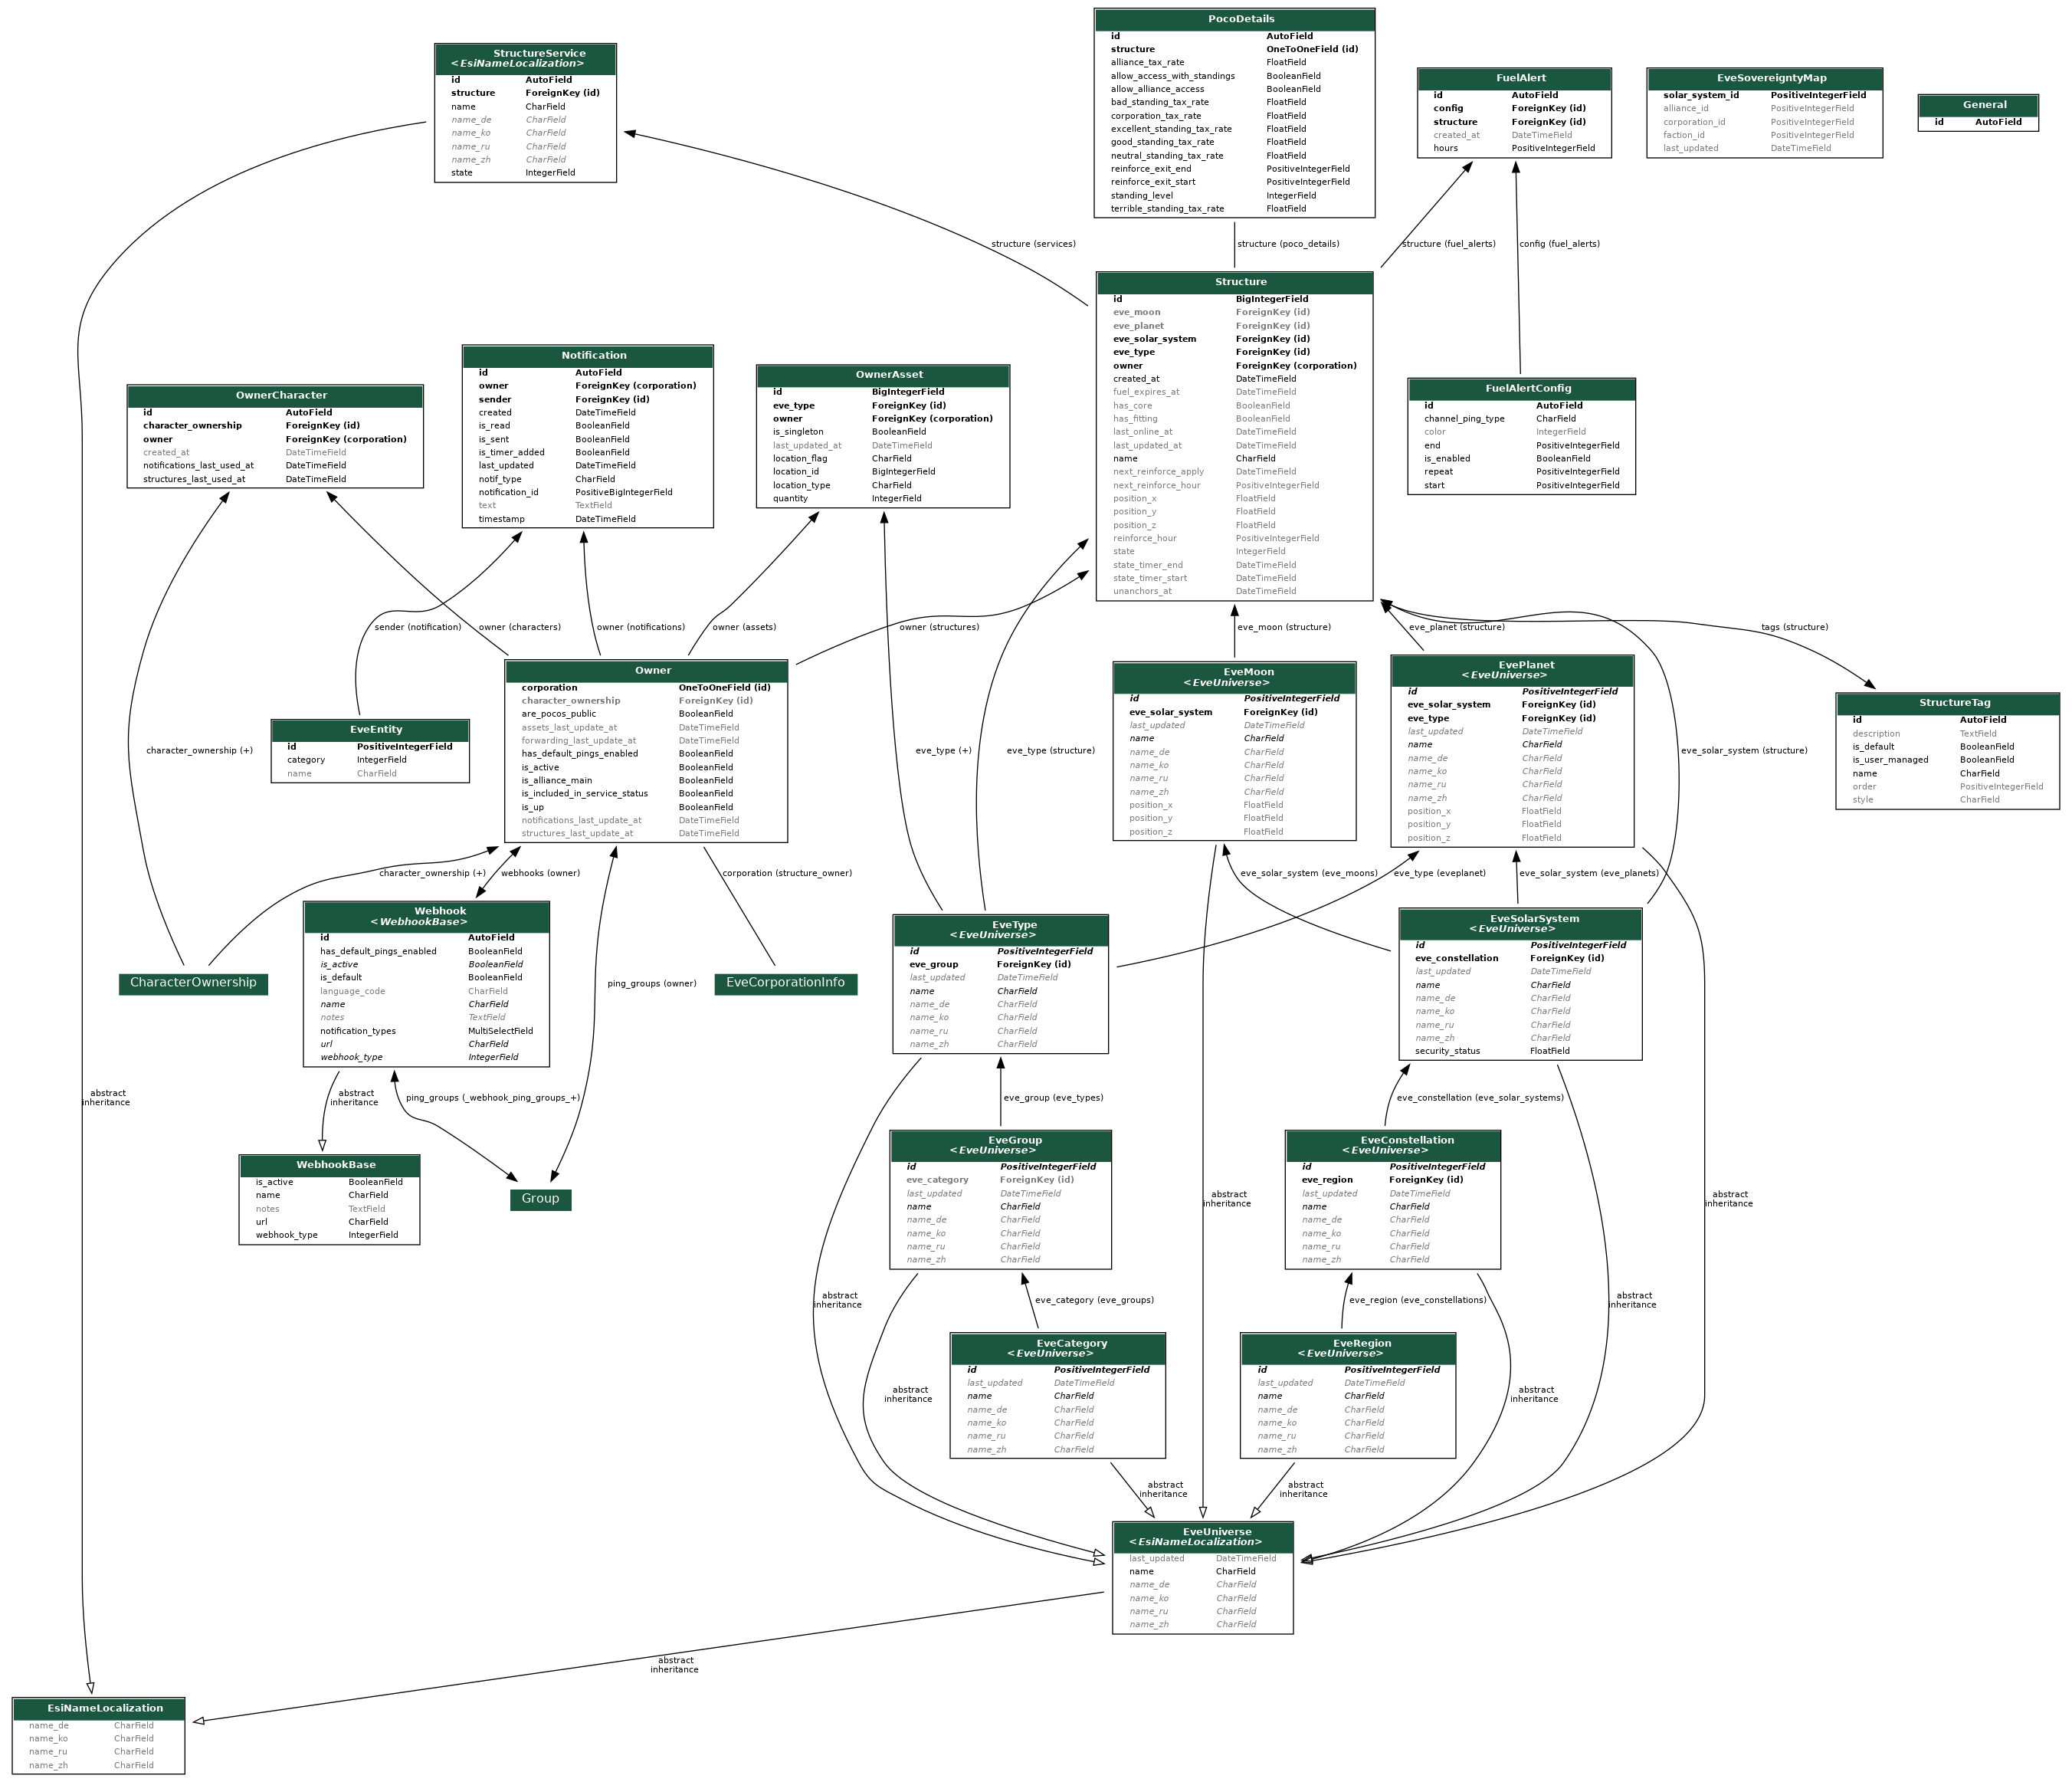 PocoDetails
id AutoField
structure OneToOneField (id)
alliance_tax_rate FloatField
allow_access_with_standings BooleanField
allow_alliance_access BooleanField
bad_standing_tax_rate FloatField
corporation_tax_rate FloatField
excellent_standing_tax_rate FloatField
good_standing_tax_rate FloatField
neutral_standing_tax_rate FloatField
reinforce_exit_end PositiveIntegerField
reinforce_exit_start PositiveIntegerField
standing_level IntegerField
terrible_standing_tax_rate FloatField
StructureService
<EsiNameLocalization>
id AutoField
structure ForeignKey (id)
name CharField
name_de CharField
name_ko CharField
name_ru CharField
name_zh CharField
state IntegerField
FuelAlert
id AutoField
config ForeignKey (id)
structure ForeignKey (id)
created_at DateTimeField
hours PositiveIntegerField
EveSovereigntyMap
solar_system_id PositiveIntegerField
alliance_id PositiveIntegerField
corporation_id PositiveIntegerField
faction_id PositiveIntegerField
last_updated DateTimeField
General
id AutoField
structure (services)
structure (poco_details)
structure (fuel_alerts)
config (fuel_alerts)
Structure
id BigIntegerField
eve_moon ForeignKey (id)
eve_planet ForeignKey (id)
eve_solar_system ForeignKey (id)
eve_type ForeignKey (id)
owner ForeignKey (corporation)
created_at DateTimeField
fuel_expires_at DateTimeField
has_core BooleanField
has_fitting BooleanField
last_online_at DateTimeField
last_updated_at DateTimeField
name CharField
next_reinforce_apply DateTimeField
next_reinforce_hour PositiveIntegerField
position_x FloatField
position_y FloatField
position_z FloatField
reinforce_hour PositiveIntegerField
state IntegerField
state_timer_end DateTimeField
state_timer_start DateTimeField
unanchors_at DateTimeField
Notification
id AutoField
owner ForeignKey (corporation)
sender ForeignKey (id)
created DateTimeField
is_read BooleanField
is_sent BooleanField
is_timer_added BooleanField
last_updated DateTimeField
notif_type CharField
notification_id PositiveBigIntegerField
text TextField
timestamp DateTimeField
OwnerAsset
id BigIntegerField
eve_type ForeignKey (id)
owner ForeignKey (corporation)
is_singleton BooleanField
last_updated_at DateTimeField
location_flag CharField
location_id BigIntegerField
location_type CharField
quantity IntegerField
OwnerCharacter
id AutoField
character_ownership ForeignKey (id)
owner ForeignKey (corporation)
created_at DateTimeField
notifications_last_used_at DateTimeField
structures_last_used_at DateTimeField
FuelAlertConfig
id AutoField
channel_ping_type CharField
color IntegerField
end PositiveIntegerField
is_enabled BooleanField
repeat PositiveIntegerField
start PositiveIntegerField
sender (notification)
owner (characters)
owner (notifications)
owner (assets)
owner (structures)
eve_moon (structure)
eve_planet (structure)
tags (structure)
Owner
corporation OneToOneField (id)
character_ownership ForeignKey (id)
are_pocos_public BooleanField
assets_last_update_at DateTimeField
forwarding_last_update_at DateTimeField
has_default_pings_enabled BooleanField
is_active BooleanField
is_alliance_main BooleanField
is_included_in_service_status BooleanField
is_up BooleanField
notifications_last_update_at DateTimeField
structures_last_update_at DateTimeField
EveMoon
<EveUniverse>
id PositiveIntegerField
eve_solar_system ForeignKey (id)
last_updated DateTimeField
name CharField
name_de CharField
name_ko CharField
name_ru CharField
name_zh CharField
position_x FloatField
position_y FloatField
position_z FloatField
EvePlanet
<EveUniverse>
id PositiveIntegerField
eve_solar_system ForeignKey (id)
eve_type ForeignKey (id)
last_updated DateTimeField
name CharField
name_de CharField
name_ko CharField
name_ru CharField
name_zh CharField
position_x FloatField
position_y FloatField
position_z FloatField
StructureTag
id AutoField
description TextField
is_default BooleanField
is_user_managed BooleanField
name CharField
order PositiveIntegerField
style CharField
EveEntity
id PositiveIntegerField
category IntegerField
name CharField
character_ownership (+)
eve_type (+)
eve_type (structure)
eve_solar_system (structure)
character_ownership (+)
webhooks (owner)
corporation (structure_owner)
eve_solar_system (eve_moons)
eve_type (eveplanet)
eve_solar_system (eve_planets)
Webhook
<WebhookBase>
id AutoField
has_default_pings_enabled BooleanField
is_active BooleanField
is_default BooleanField
language_code CharField
name CharField
notes TextField
notification_types MultiSelectField
url CharField
webhook_type IntegerField
CharacterOwnership
ping_groups (owner)
EveCorporationInfo
EveType
<EveUniverse>
id PositiveIntegerField
eve_group ForeignKey (id)
last_updated DateTimeField
name CharField
name_de CharField
name_ko CharField
name_ru CharField
name_zh CharField
EveSolarSystem
<EveUniverse>
id PositiveIntegerField
eve_constellation ForeignKey (id)
last_updated DateTimeField
name CharField
name_de CharField
name_ko CharField
name_ru CharField
name_zh CharField
security_status FloatField
abstract
inheritance
abstract
inheritance
ping_groups (_webhook_ping_groups_+)
eve_group (eve_types)
eve_constellation (eve_solar_systems)
WebhookBase
is_active BooleanField
name CharField
notes TextField
url CharField
webhook_type IntegerField
Group
EveGroup
<EveUniverse>
id PositiveIntegerField
eve_category ForeignKey (id)
last_updated DateTimeField
name CharField
name_de CharField
name_ko CharField
name_ru CharField
name_zh CharField
EveConstellation
<EveUniverse>
id PositiveIntegerField
eve_region ForeignKey (id)
last_updated DateTimeField
name CharField
name_de CharField
name_ko CharField
name_ru CharField
name_zh CharField
abstract
inheritance
abstract
inheritance
abstract
inheritance
eve_category (eve_groups)
eve_region (eve_constellations)
abstract
inheritance
EveCategory
<EveUniverse>
id PositiveIntegerField
last_updated DateTimeField
name CharField
name_de CharField
name_ko CharField
name_ru CharField
name_zh CharField
EveRegion
<EveUniverse>
id PositiveIntegerField
last_updated DateTimeField
name CharField
name_de CharField
name_ko CharField
name_ru CharField
name_zh CharField
abstract
inheritance
abstract
inheritance
abstract
inheritance
abstract
inheritance
EveUniverse
<EsiNameLocalization>
last_updated DateTimeField
name CharField
name_de CharField
name_ko CharField
name_ru CharField
name_zh CharField
abstract
inheritance
EsiNameLocalization
name_de CharField
name_ko CharField
name_ru CharField
name_zh CharField